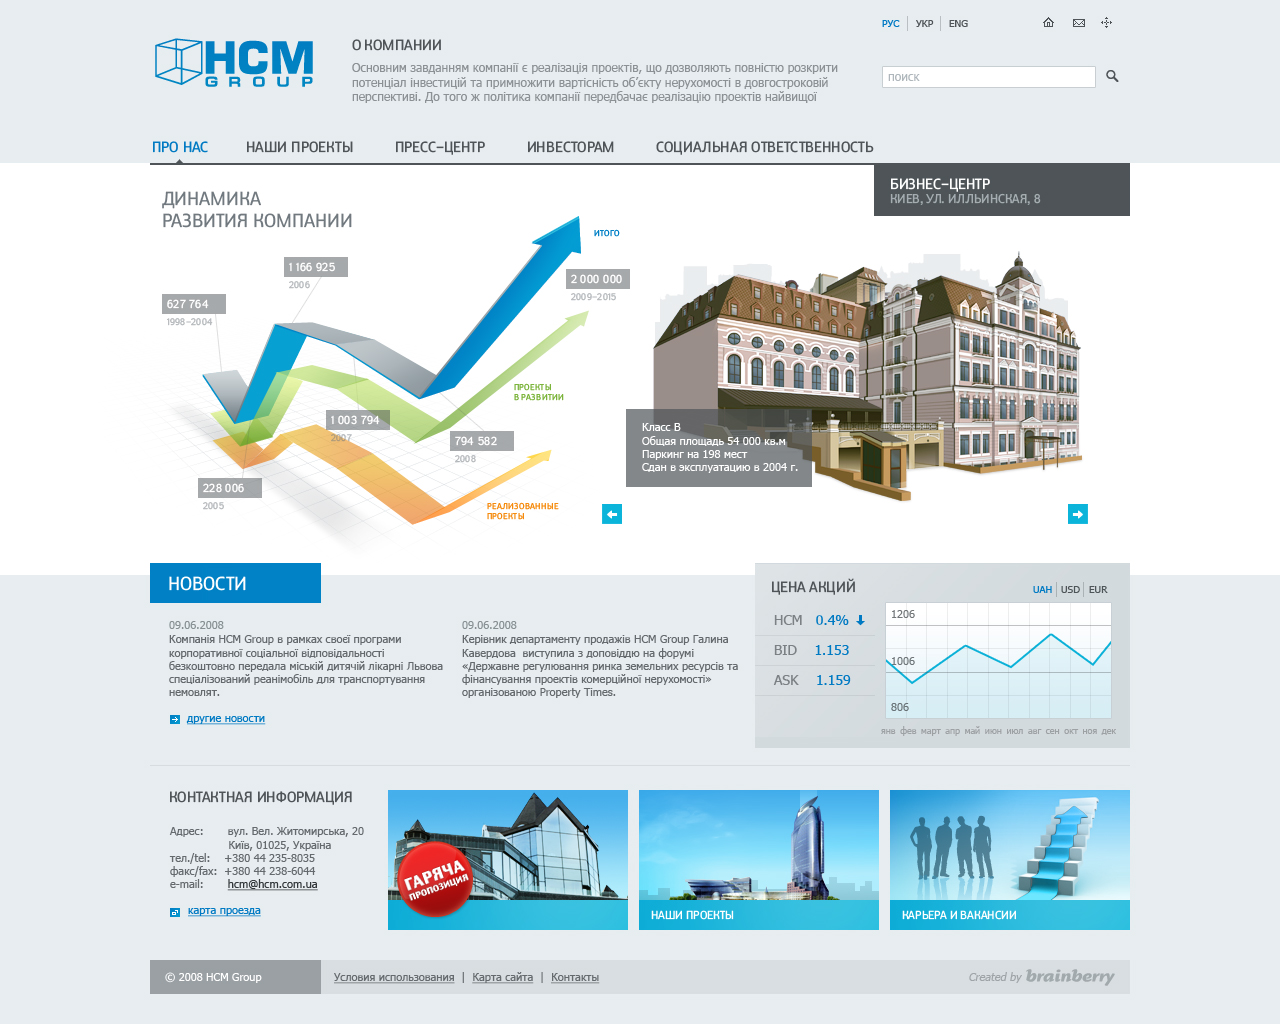 РУС | УКР | ENG
HCM
GROUP
О КОМПАНИИ
Основним завданням компанії є реалізація проектів, що дозволяють повністю розкрити
потенціал інвестицій та примножити вартість об'єкту нерухомості в довгостроковій
перспективі. До того ж політика компанії передбачає реалізацію проектів найвищої
поиск
ПРО НАС
НАШИ ПРОЕКТЫ
ПРЕСС–ЦЕНТР
ИНВЕСТОРАМ
СОЦИАЛЬНАЯ ОТВЕТСТВЕННОСТЬ
ДИНАМИКА
РАЗВИТИЯ КОМПАНИИ
БИЗНЕС–ЦЕНТР
КИЕВ, УЛ. ИЛЛЬИНСКАЯ, 8
ИТОГО
1 166 925
2006
2 000 000
2009–2015
627 764
1998–2004
ПРОЕКТЫ
В РАЗВИТИИ
1 003 794
2007
794 582
2008
228 006
2005
РЕАЛИЗОВАННЫЕ
ПРОЕКТЫ
Класс В
Общая площадь 54 000 кв.м
Паркинг на 198 мест
Сдан в эксплуатацию в 2004 г.
НОВОСТИ
09.06.2008
Компанія HCM Group в рамках своєї програми
корпоративної соціальної відповідальності
безкоштовно передала міській дитячій лікарні Львова
спеціалізований реанімобіль для транспортування
немовлят.
другие новости
09.06.2008
Керівник департаменту продажів HCM Group Галина
Кавердова виступила з доповіддю на форумі
«Державне регулювання ринка земельних ресурсів та
фінансування проектів комерційної нерухомості»
організованою Property Times.
ЦЕНА АКЦИЙ
UAH | USD | EUR
HCM 0.4%
BID 1.153
ASK 1.159
1206
1006
806
янв фев март апр май июн июл авг сен окт ноя дек
КОНТАКТНАЯ ИНФОРМАЦИЯ
Адрес: вул. Вел. Житомирська, 20
Київ, 01025, Україна
тел./tel: +380 44 235-8035
факс/fax: +380 44 238-6044
e-mail: hcm@hcm.com.ua
карта проезда
ГАРЯЧА
ПРОПОЗИЦИЯ
НАШИ ПРОЕКТЫ
КАРЬЕРА И ВАКАНСИИ
© 2008 HCM Group
Условия использования | Карта сайта | Контакты
Created by brainberry